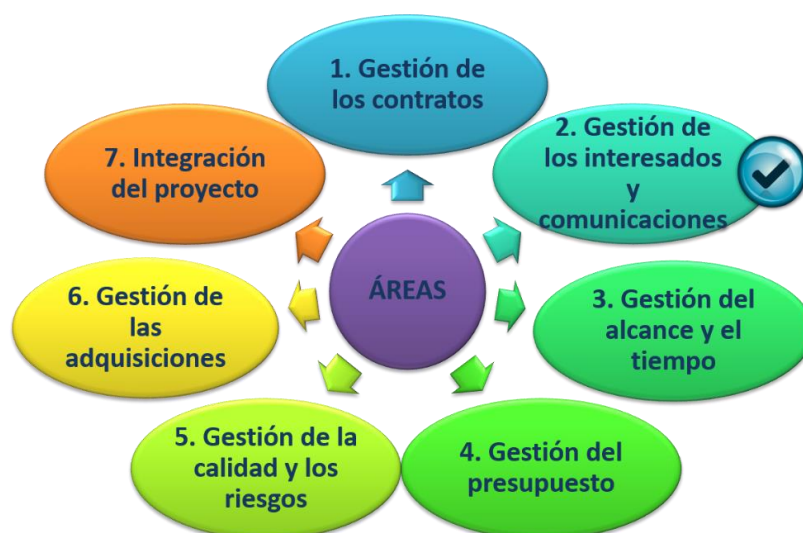 1. Gestión de
los contratos
2. Gestión de
los interesados
y
comunicaciones
3. Gestión del
alcance y el
tiempo
4. Gestión del
presupuesto
5. Gestión de la
calidad y los
riesgos
6. Gestión de
las
adquisiciones
7. Integración
del proyecto
ÁREAS